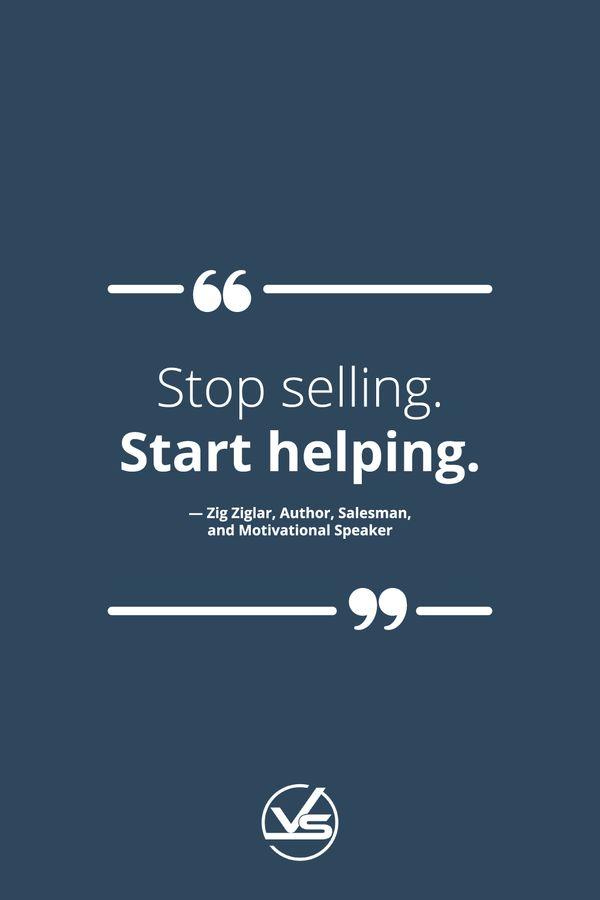 “
Stop selling.
Start helping.
— Zig Ziglar, Author, Salesman,
and Motivational Speaker
”
VS